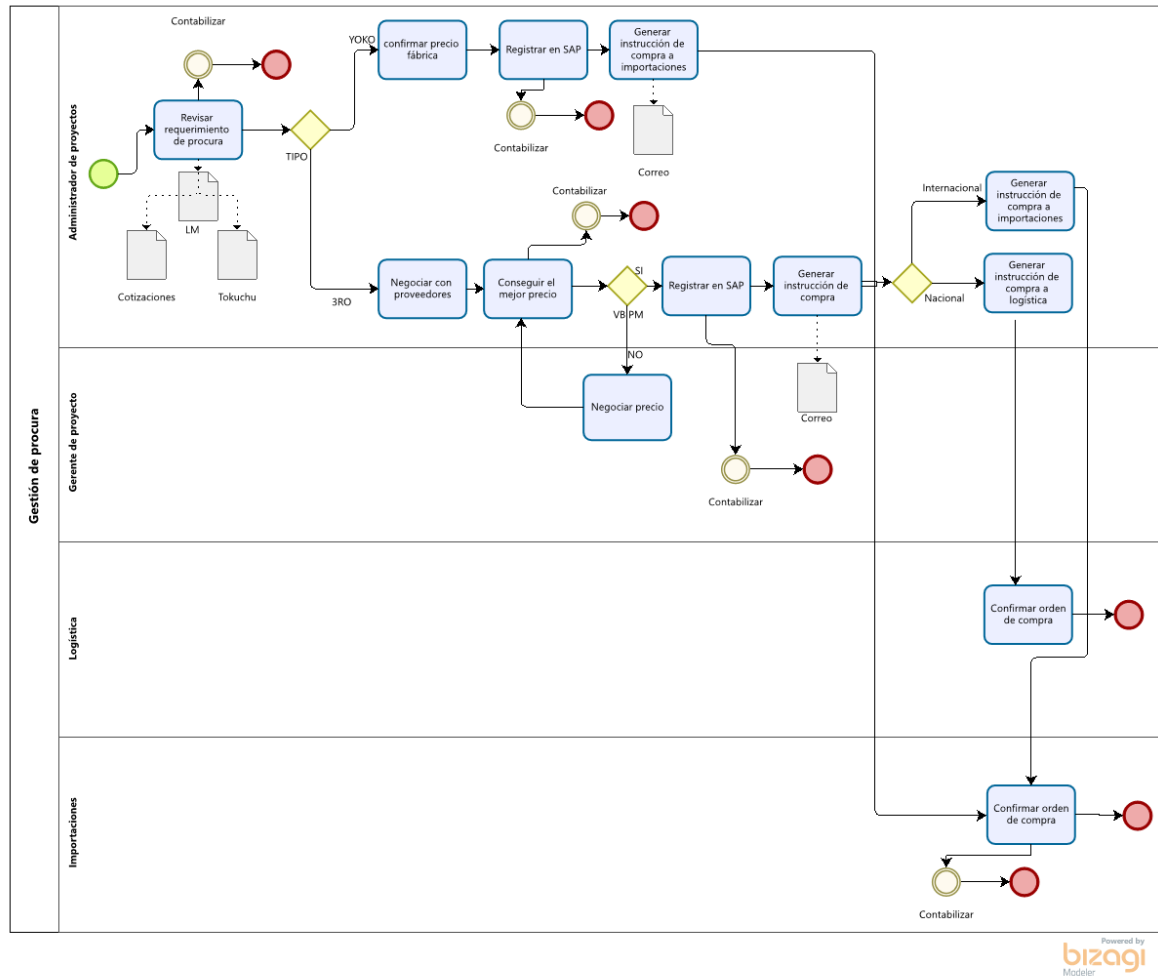 Gestión de procura
Administrador de proyectos
Contabilizar
Revisar
requerimiento
de procura
LM
Cotizaciones
Tokuchu
TIPO
YOKO
confirmar precio
fábrica
Registrar en SAP
Generar
instrucción de
compra a
importaciones
Contabilizar
Correo
3RO
Negociar con
proveedores
Conseguir el
mejor precio
Contabilizar
SI
VB PM
NO
Registrar en SAP
Generar
instrucción de
compra
Internacional
Generar
instrucción de
compra a
importaciones
Nacional
Generar
instrucción de
compra a
logística
Gerente de proyecto
Negociar precio
Correo
Contabilizar
Logística
Confirmar orden
de compra
Importaciones
Confirmar orden
de compra
Contabilizar
Powered by
bizagi
Modeler